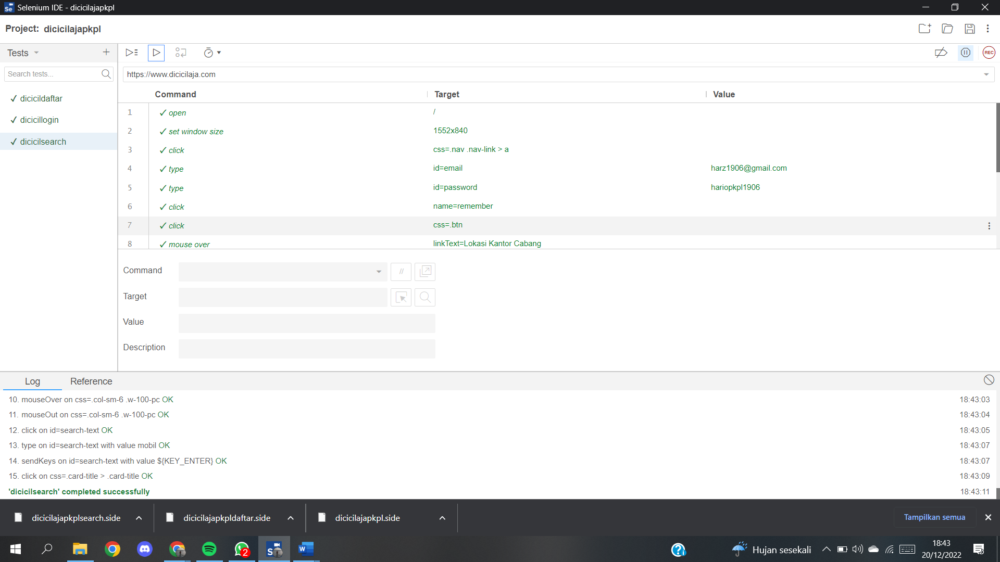 Selenium IDE - dicicilajapkpl
Project: dicicilajapkpl
Tests
Search tests...
✓ dicicildaftar
✓ dicicillogin
✓ dicicilsearch
REC
https://www.dicicilaja.com
Command Target Value
1 ✓ open /
2 ✓ set window size 1552x840
3 ✓ click css=.nav .nav-link > a
4 ✓ type id=email harz1906@gmail.com
5 ✓ type id=password hariopkpl1906
6 ✓ click name=remember
7 ✓ click css=.btn
8 ✓ mouse over linkText=Lokasi Kantor Cabang
Command //
Target
Value
Description
Log Reference
10. mouseOver on css=.col-sm-6 .w-100-pc OK 18:43:03
11. mouseOut on css=.col-sm-6 .w-100-pc OK 18:43:04
12. click on id=search-text OK 18:43:05
13. type on id=search-text with value mobil OK 18:43:07
14. sendKeys on id=search-text with value ${KEY_ENTER} OK 18:43:07
15. click on css=.card-title > .card-title OK 18:43:09
'dicicilsearch' completed successfully 18:43:11
dicicilajapkplsearch.side dicicilajapkpldaftar.side dicicilajapkpl.side Tampilkan semua
2 Hujan sesekali 18:43
20/12/2022